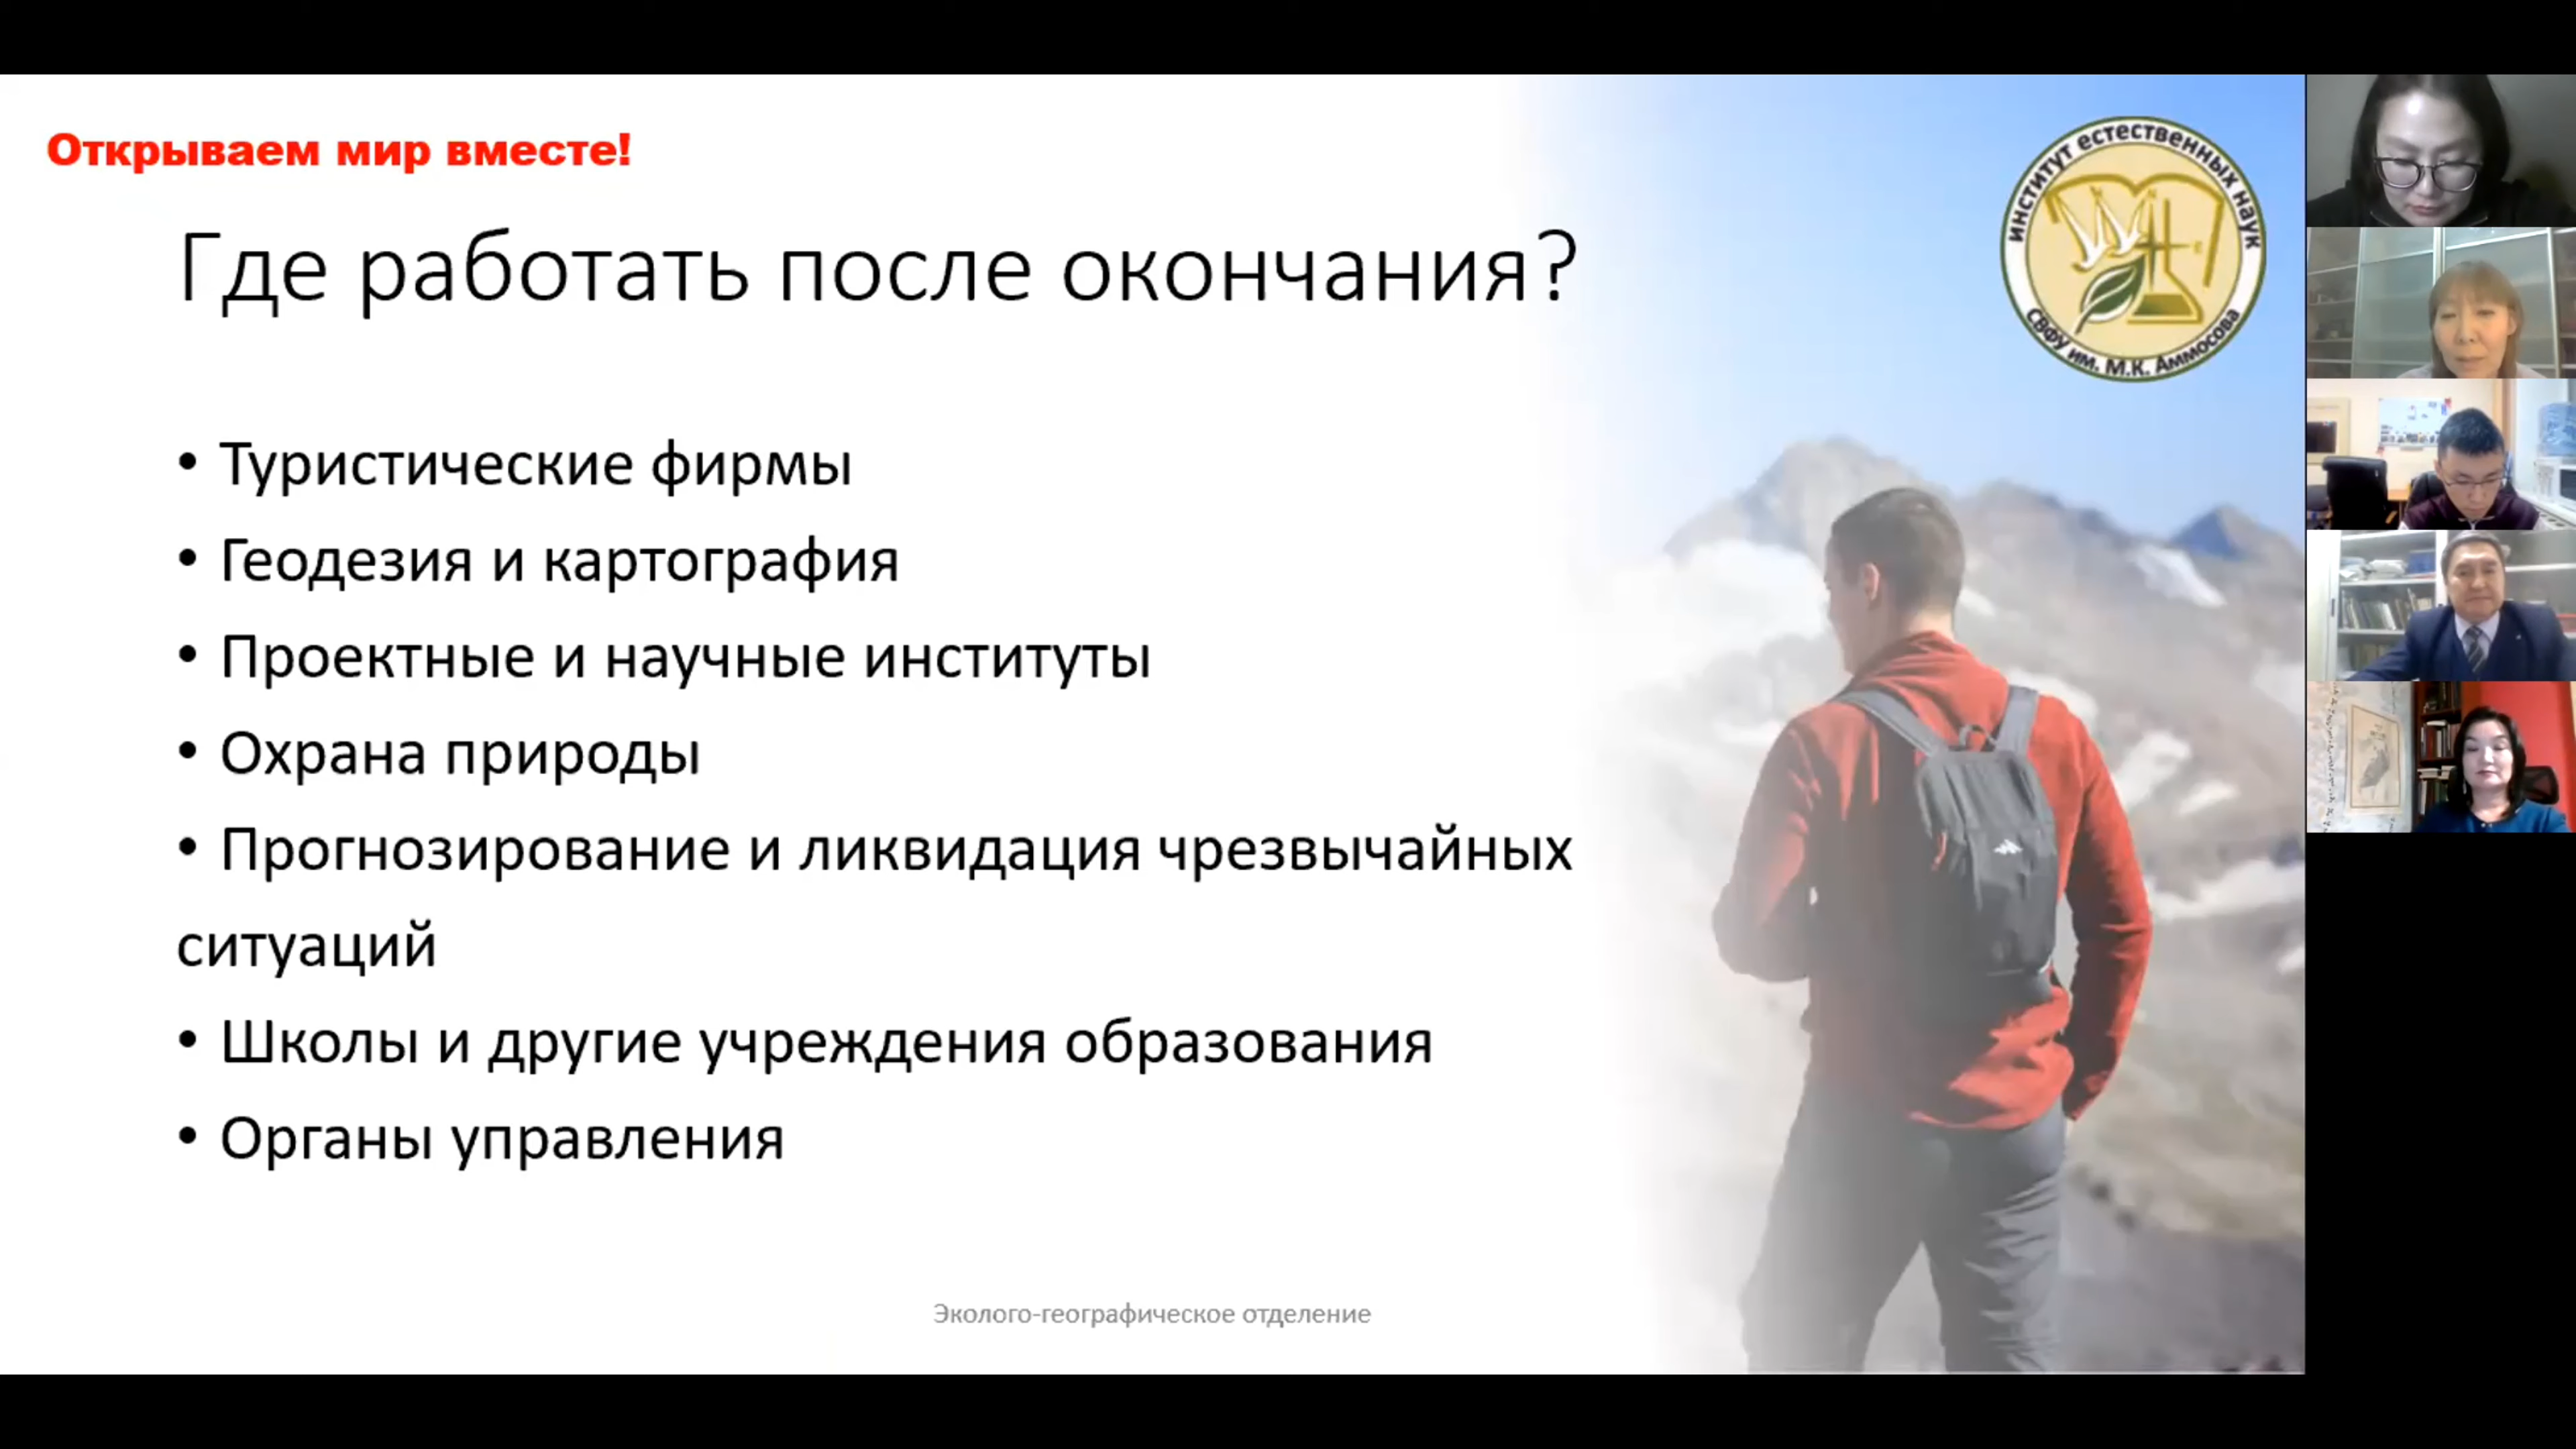 Открываем мир вместе!
институт естественных наук
СВФУ им. М.К. Аммосова
Где работать после окончания?
• Туристические фирмы
• Геодезия и картография
• Проектные и научные институты
• Охрана природы
• Прогнозирование и ликвидация чрезвычайных
ситуаций
• Школы и другие учреждения образования
• Органы управления
Эколого-географическое отделение